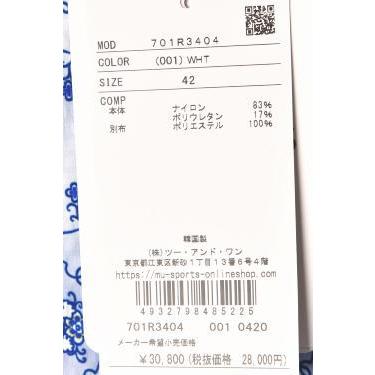 MOD 701R3404
COLOR (001) WHT
SIZE 42
COMP
本体 ナイロン 83%
ポリウレタン 17%
別布 ポリエステル 100%
韓国製
(株)ツー・アンド・ワン
東京都江東区新砂1丁目13番6号4階
https://mu-sports-onlineshop.com/
4932798485225
701R3404 001 0420
メーカー希望小売価格
¥30,800(税抜価格 28,000円)